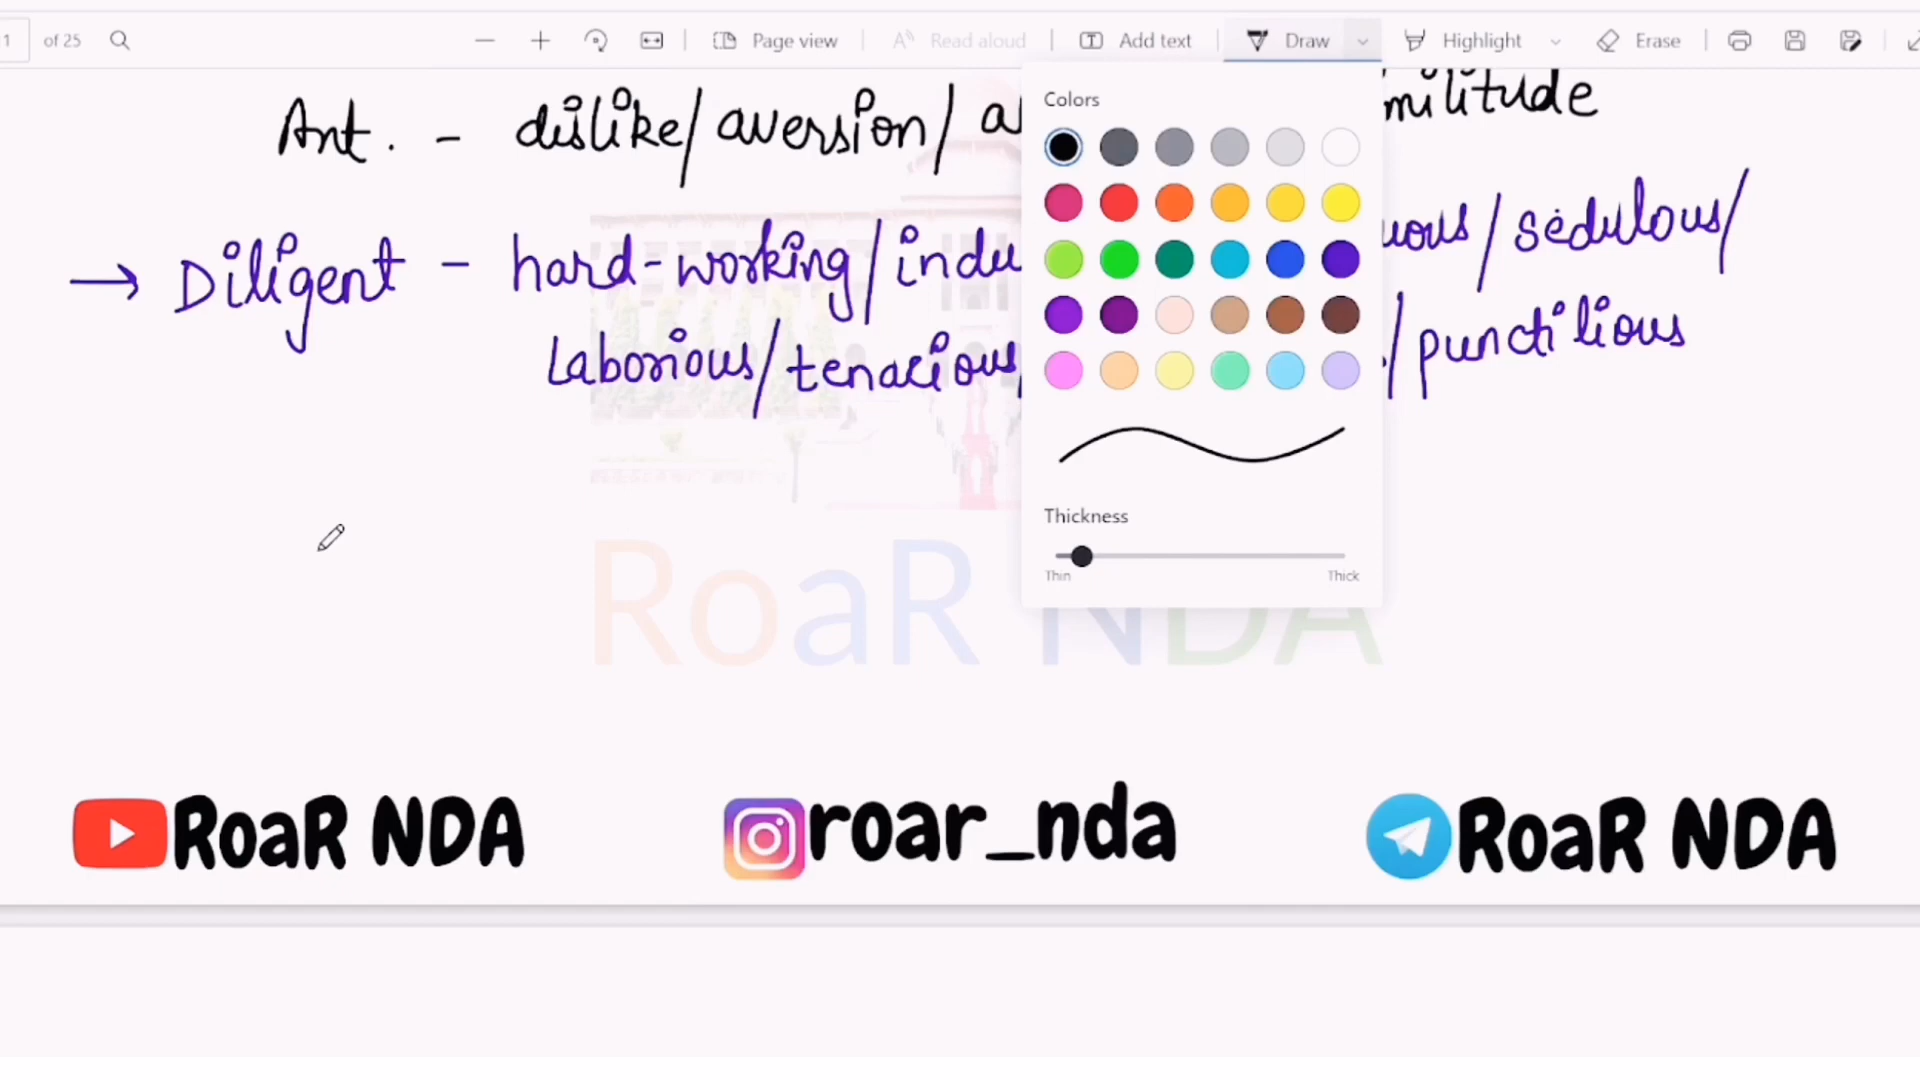 1 of 25 Page view Read aloud Add text Draw Highlight Erase
Colors
Ant. - dislike/ aversion/ militude
→ Diligent - hard-working/ indu uous/ sedulous/
Laborious/ tenacious /punctilious
Thickness
Thin Thick
RoaR NDA
RoaR NDA roar_nda RoaR NDA